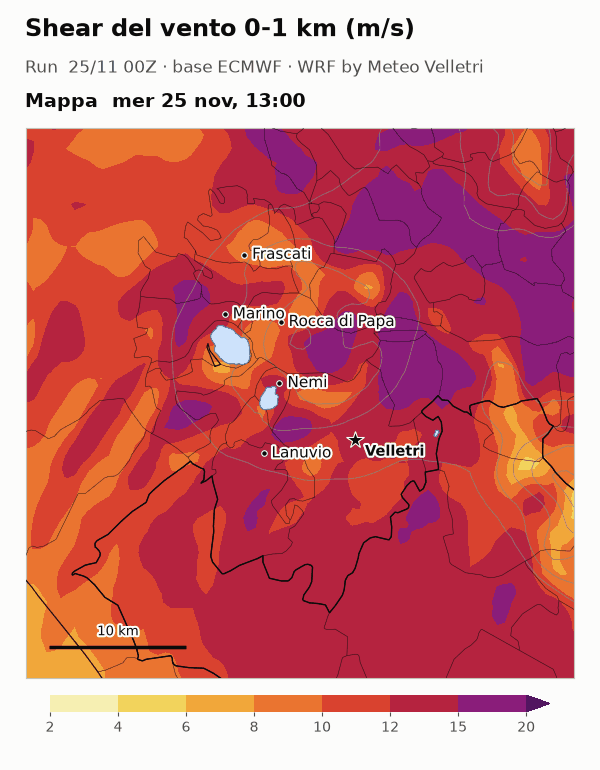 Shear del vento 0-1 km (m/s)
Run  25/11 00Z · base ECMWF · WRF by Meteo Velletri
Mappa  mer 25 nov, 13:00
Frascati
Marino
Rocca di Papa
Nemi
Velletri
Lanuvio
10 km
2 4 6 8 10 12 15 20